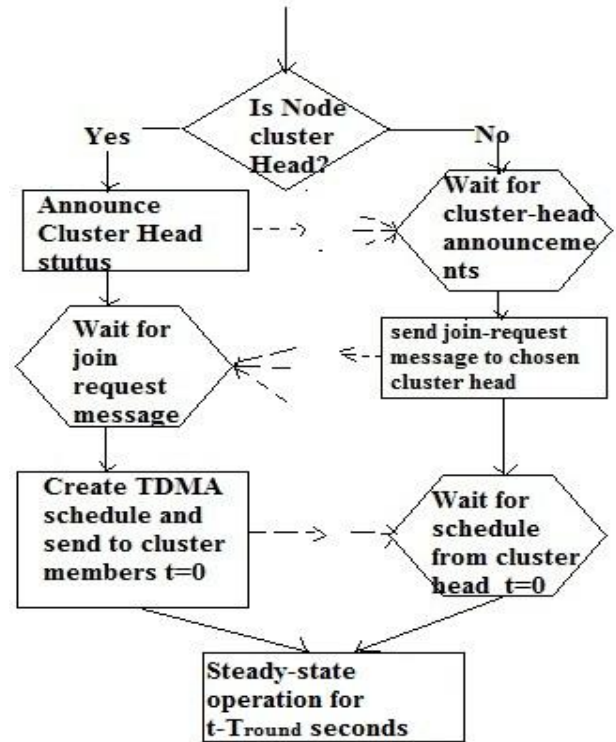 Is Node
cluster
Head?
Yes
No
Announce
Cluster Head
stutus
Wait for
cluster-head
announceme
nts
Wait for
join
request
message
send join-request
message to chosen
cluster head
Create TDMA
schedule and
send to cluster
members t=0
Wait for
schedule
from cluster
head t=0
Steady-state
operation for
t-Tround seconds